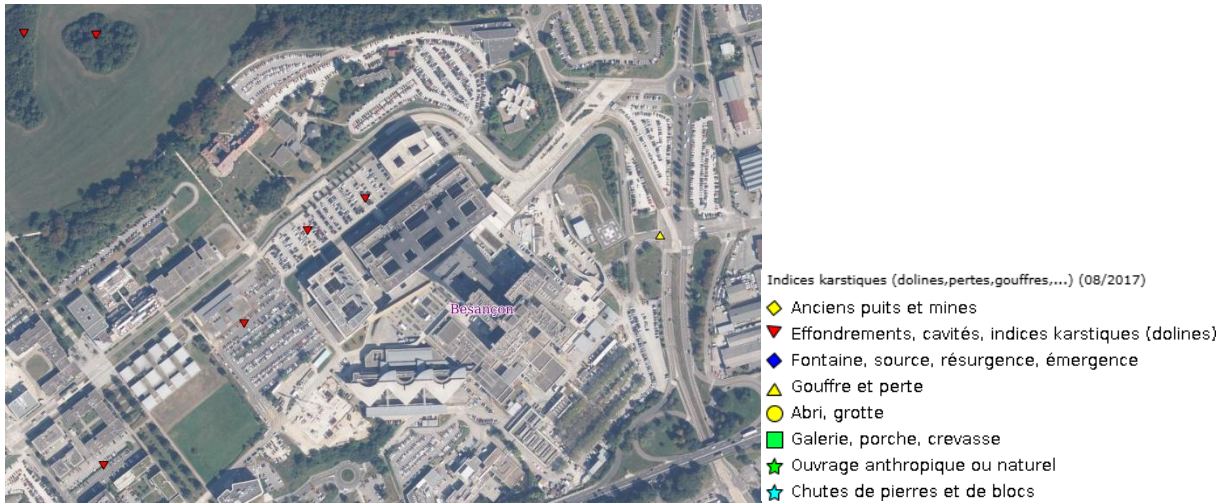 Besançon
Indices karstiques (dolines,pertes,gouffres,...) (08/2017)
Anciens puits et mines
Effondrements, cavités, indices karstiques (dolines)
Fontaine, source, résurgence, émergence
Gouffre et perte
Abri, grotte
Galerie, porche, crevasse
Ouvrage anthropique ou naturel
Chutes de pierres et de blocs